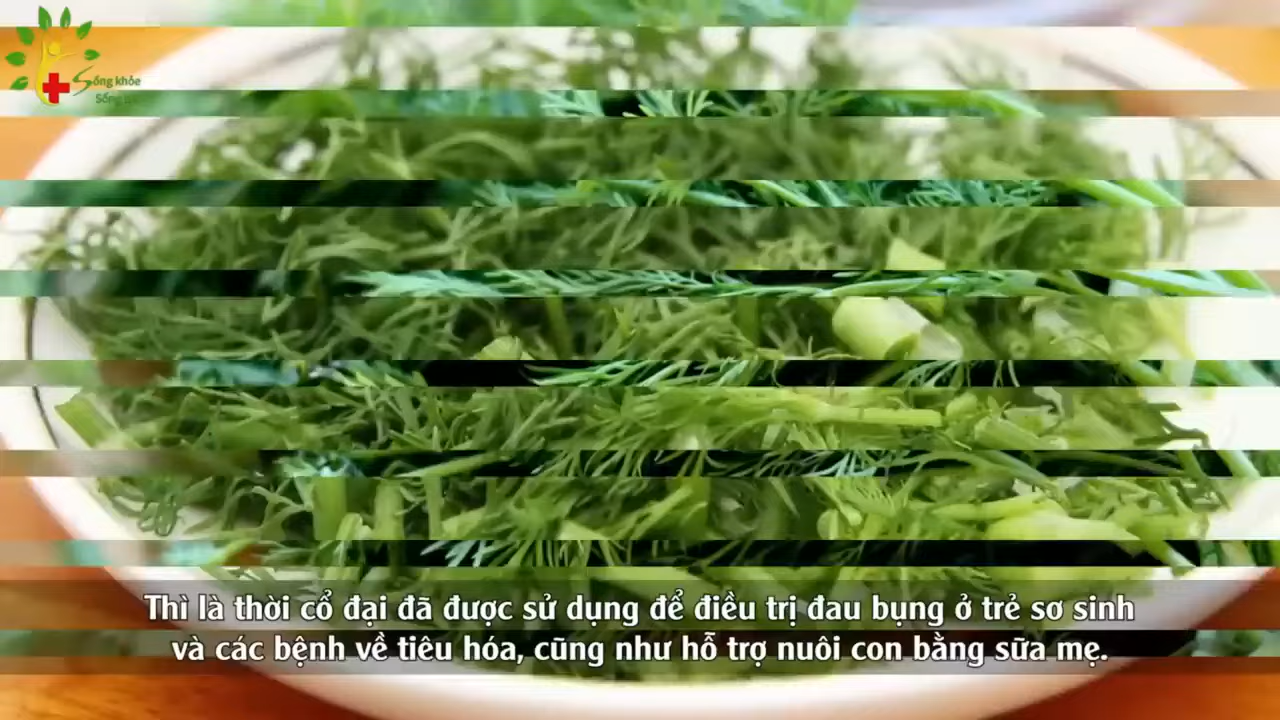 Sống khỏe
Sống
Thì là thời cổ đại đã được sử dụng để điều trị đau bụng ở trẻ sơ sinh
và các bệnh về tiêu hóa, cũng như hỗ trợ nuôi con bằng sữa mẹ.